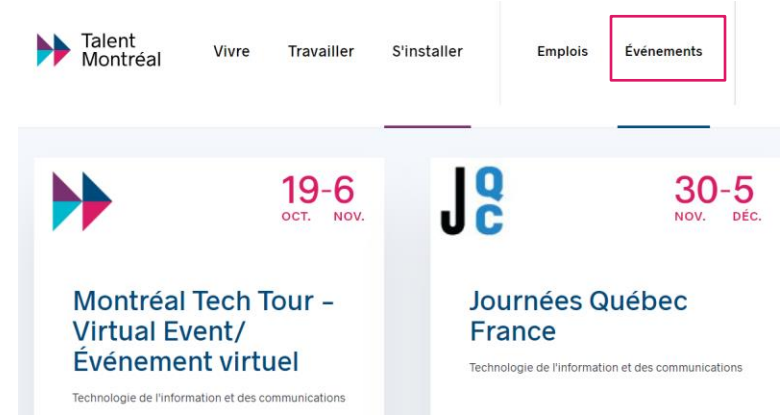 Talent
Montréal
Vivre Travailler S'installer Emplois Événements
19-6
OCT. NOV.
Montréal Tech Tour –
Virtual Event/
Événement virtuel
Technologie de l'information et des communications
JQC
30-5
NOV. DÉC.
Journées Québec
France
Technologie de l'information et des communications